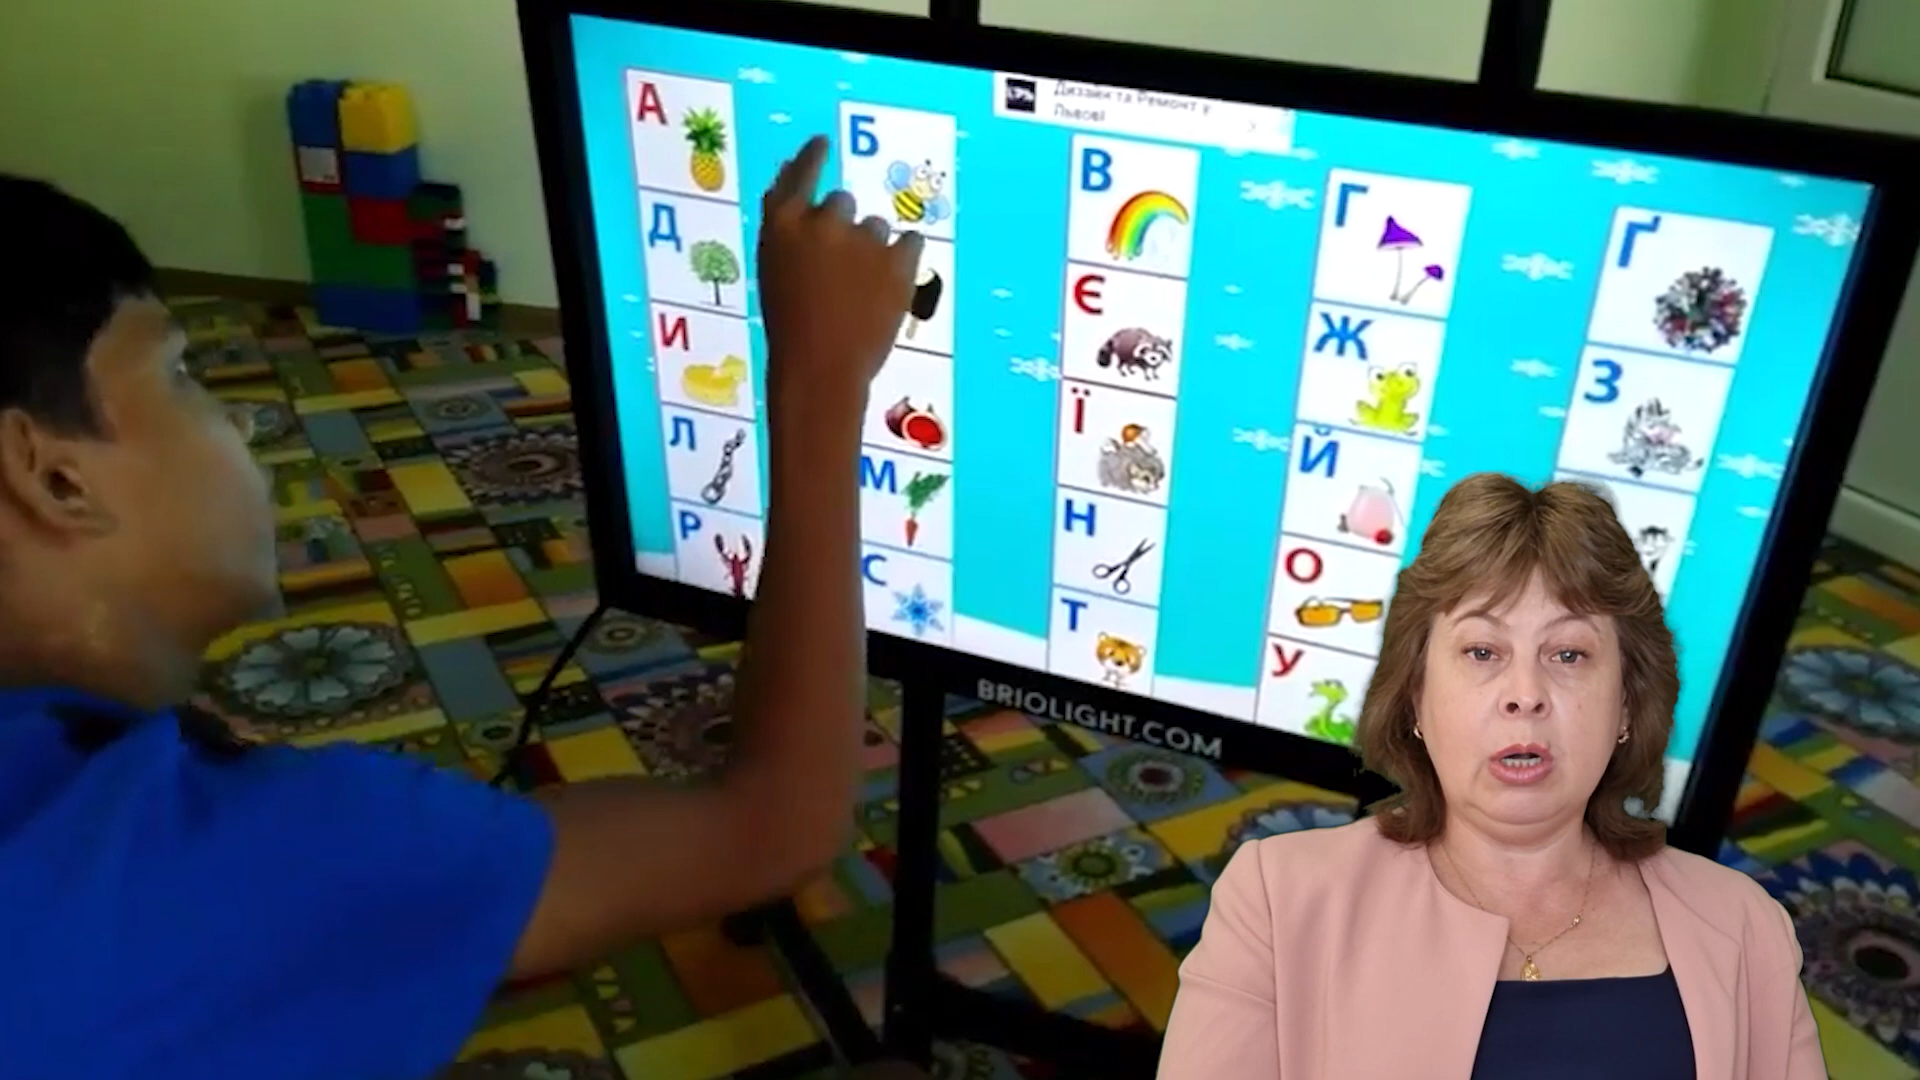 А
Б
В
Г
Ґ
Д
Є
Ж
З
И
Ї
Й
Л
М
Н
О
Р
С
Т
У
Дизайн та Ремонт у
Львові
BRIOLIGHT.COM